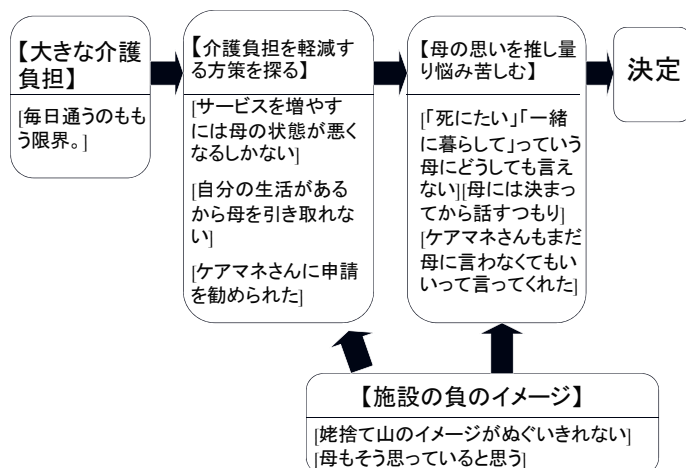 【大きな介護
負担】
[毎日通うのもも
う限界。]
【介護負担を軽減す
る方策を探る】
[サービスを増やす
には母の状態が悪く
なるしかない]
[自分の生活がある
から母を引き取れな
い]
[ケアマネさんに申請
を勧められた]
【母の思いを推し量
り悩み苦しむ】
[「死にたい」「一緒
に暮らして」っていう
母にどうしても言え
ない][母には決まっ
てから話すつもり]
[ケアマネさんもまだ
母に言わなくてもい
いって言ってくれた]
決定
【施設の負のイメージ】
[姥捨て山のイメージがぬぐいきれない]
[母もそう思っていると思う]